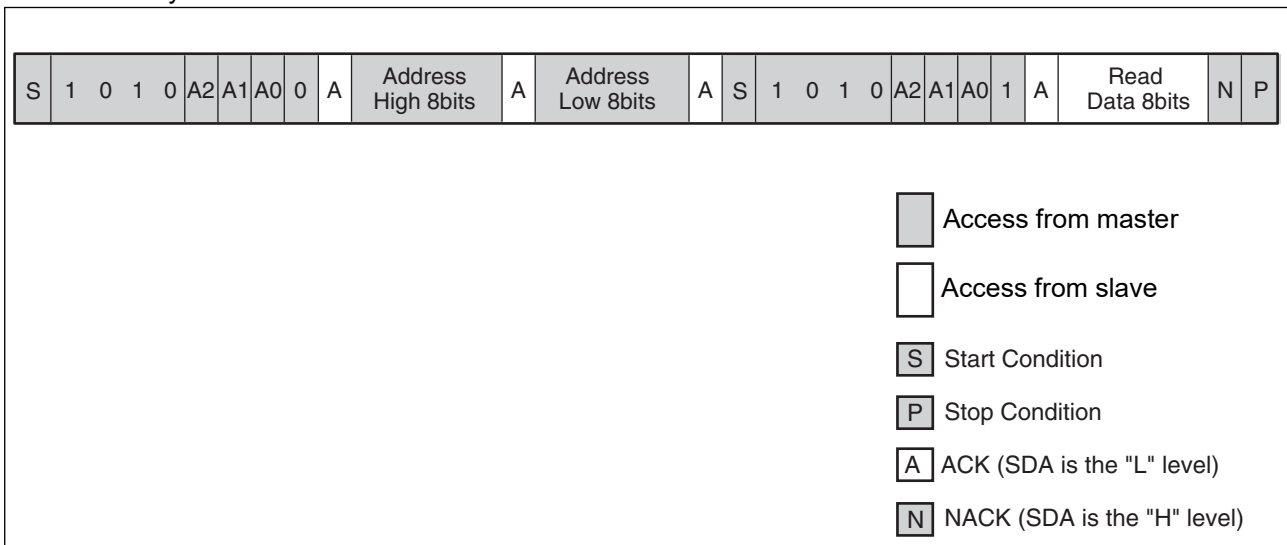 S 1 0 1 0 A2 A1 A0 0 A Address High 8bits A Address Low 8bits A S 1 0 1 0 A2 A1 A0 1 A Read Data 8bits N P
Access from master
Access from slave
S Start Condition
P Stop Condition
A ACK (SDA is the "L" level)
N NACK (SDA is the "H" level)